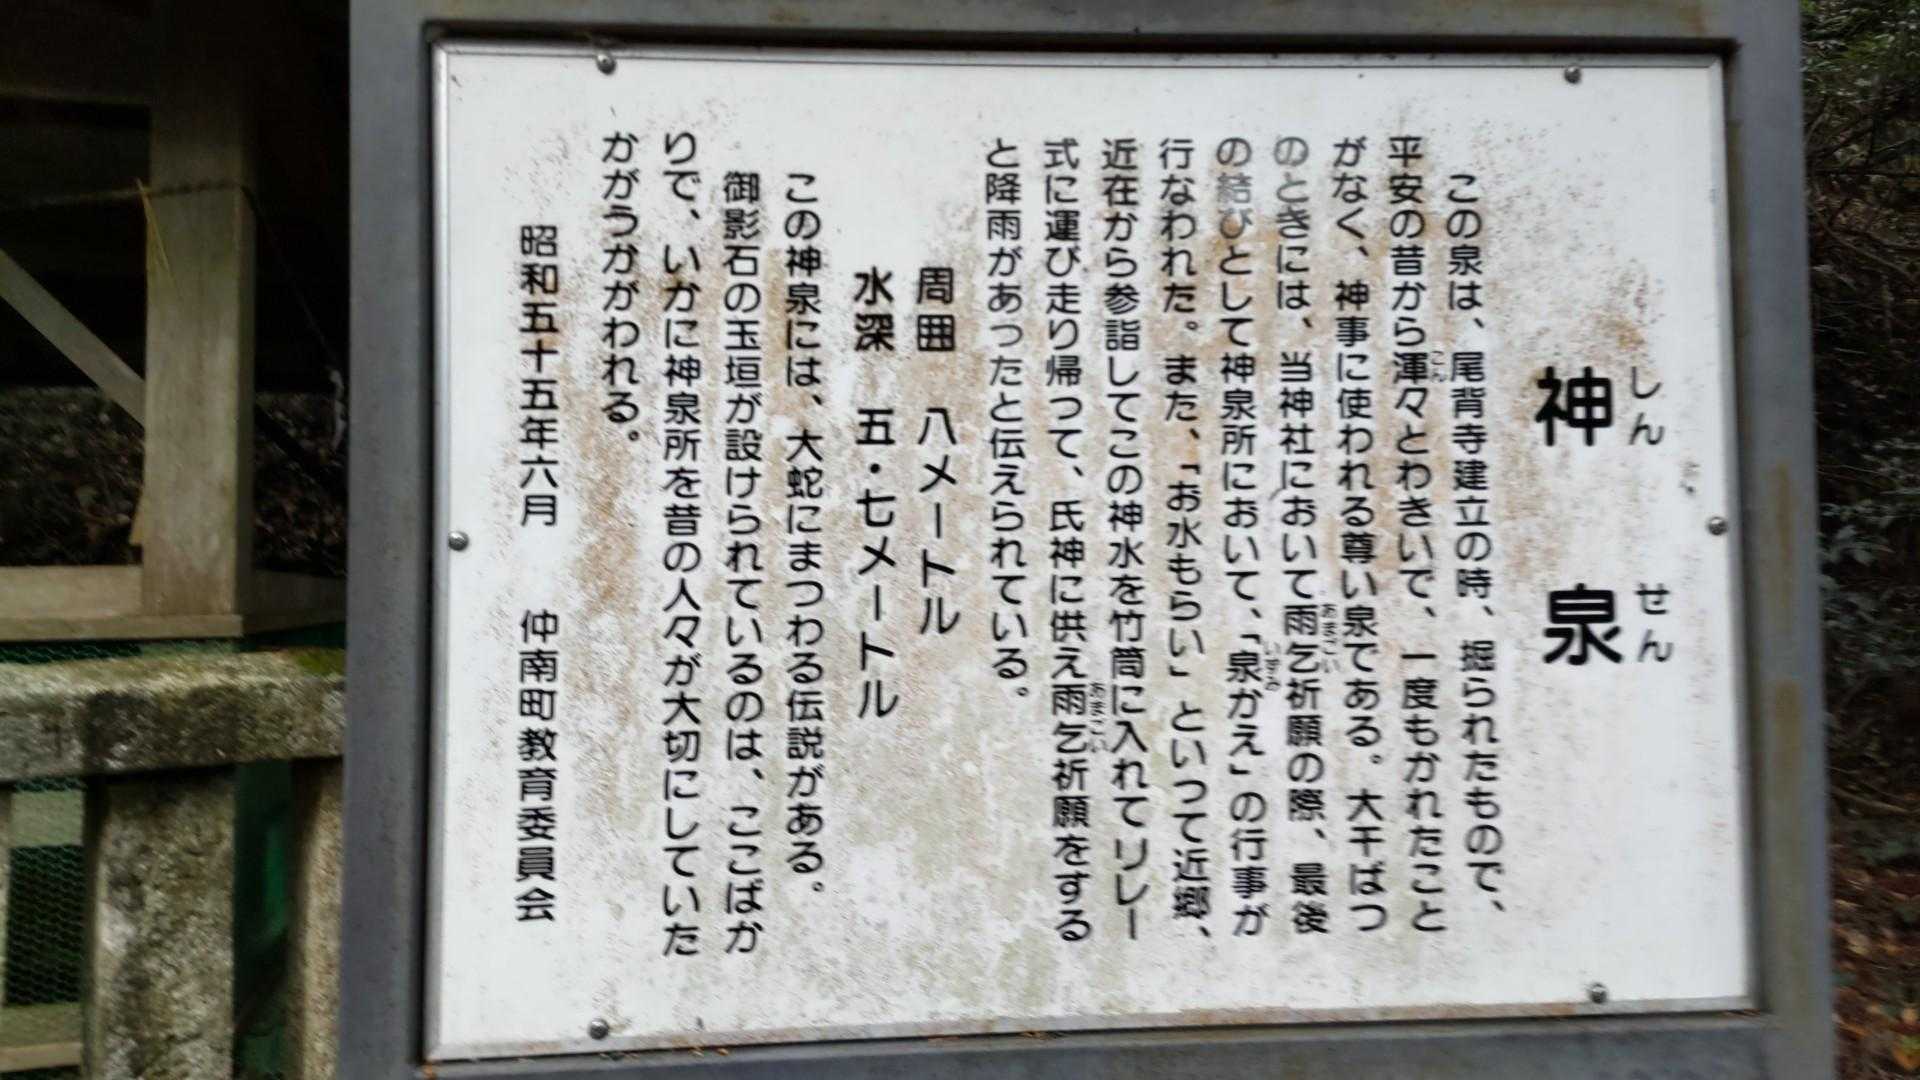 神泉
しんせん
この泉は、尾背寺建立の時、掘られたもので、
平安の昔から渾々とわきいで、一度もかれたこと
がなく、神事に使われる尊い泉である。大干ばつ
のときには、当神社において雨乞祈願の際、最後
の結びとして神泉所において、「泉かえ」の行事が
行なわれた。また、「お水もらい」といつて近郷、
近在から参詣してこの神水を竹筒に入れてリレー
式に運び走り帰つて、氏神に供え雨乞祈願をする
と降雨があったと伝えられている。
周囲 八メートル
水深 五・七メートル
この神泉には、大蛇にまつわる伝説がある。
御影石の玉垣が設けられているのは、ここばか
りで、いかに神泉所を昔の人々が大切にしていた
かがうかがわれる。
昭和五十五年六月 仲南町教育委員会